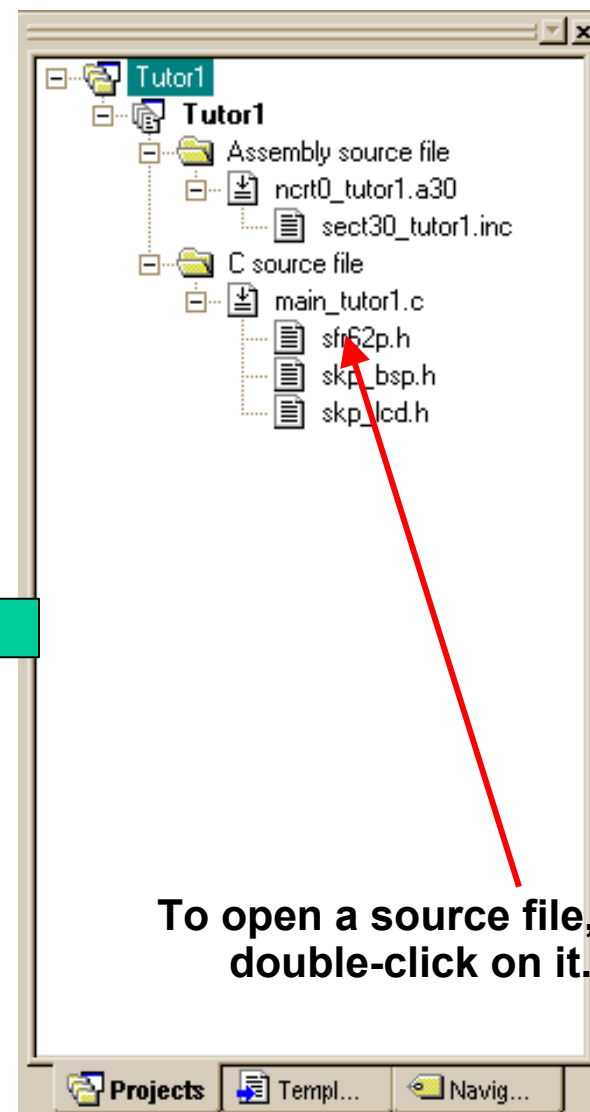 Tutor1
Tutor1
Assembly source file
ncrt0_tutor1.a30
sect30_tutor1.inc
C source file
main_tutor1.c
sfr62p.h
skp_bsp.h
skp_lcd.h
To open a source file,
double-click on it.
Projects Templ... Navig...